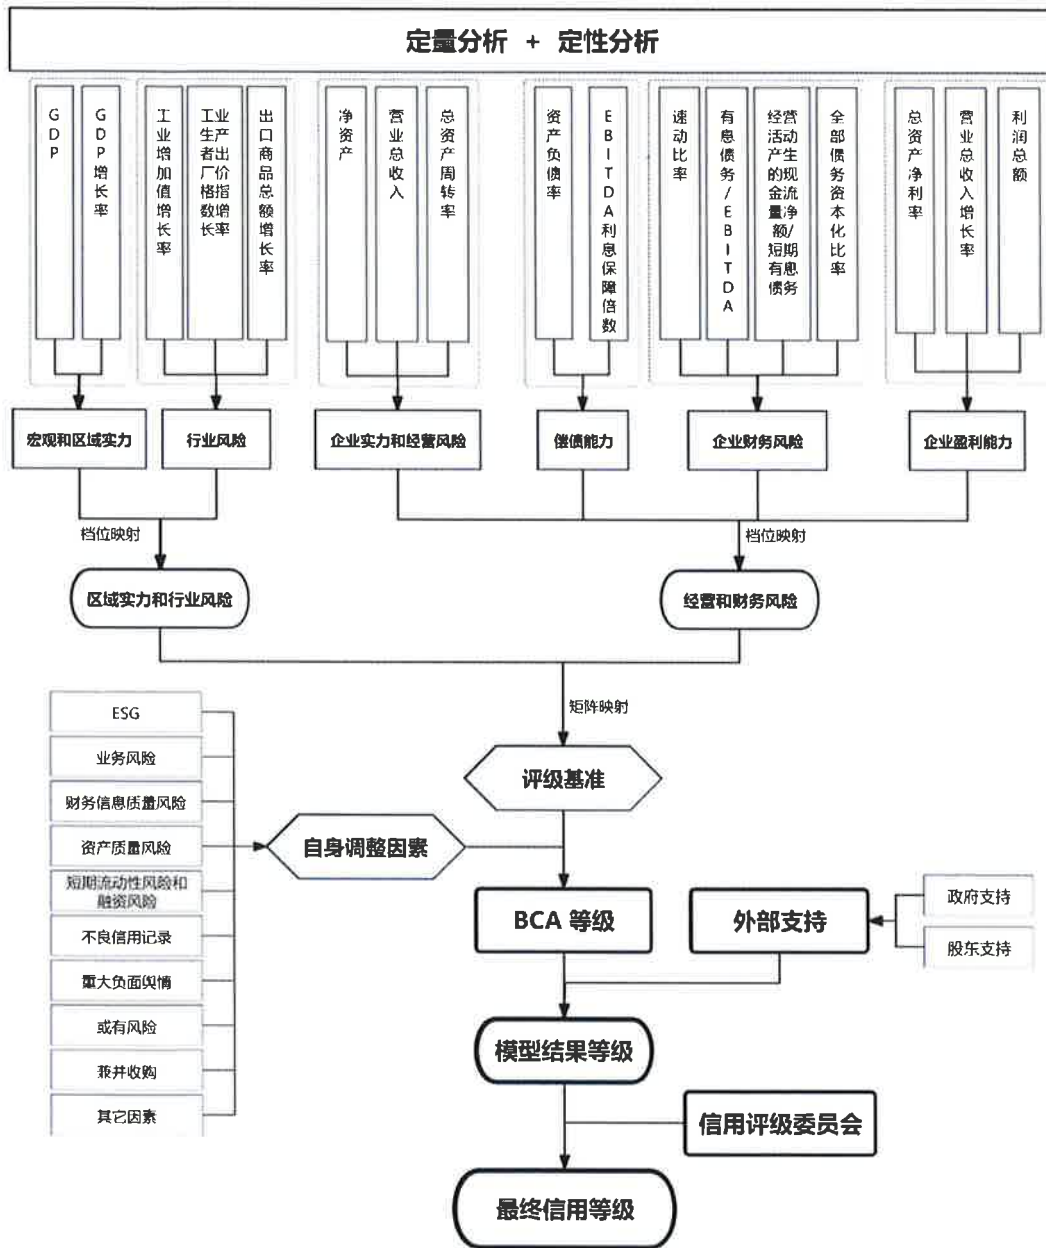 定量分析 + 定性分析
GDP
GDP增长率
工业增加值增长率
工业生产者出厂价格指数增长率
出口商品总额增长率
净资产
营业总收入
总资产周转率
资产负债率
EBITDA利息保障倍数
速动比率
有息债务/EBITDA
经营活动产生的现金流量净额/短期有息债务
全部债务资本化比率
总资产净利率
营业总收入增长率
利润总额
宏观和区域实力
行业风险
企业实力和经营风险
偿债能力
企业财务风险
企业盈利能力
档位映射
档位映射
区域实力和行业风险
经营和财务风险
矩阵映射
ESG
业务风险
财务信息质量风险
资产质量风险
短期流动性风险和
融资风险
不良信用记录
重大负面舆情
或有风险
兼并收购
其它因素
评级基准
自身调整因素
BCA 等级
外部支持
政府支持
股东支持
模型结果等级
信用评级委员会
最终信用等级